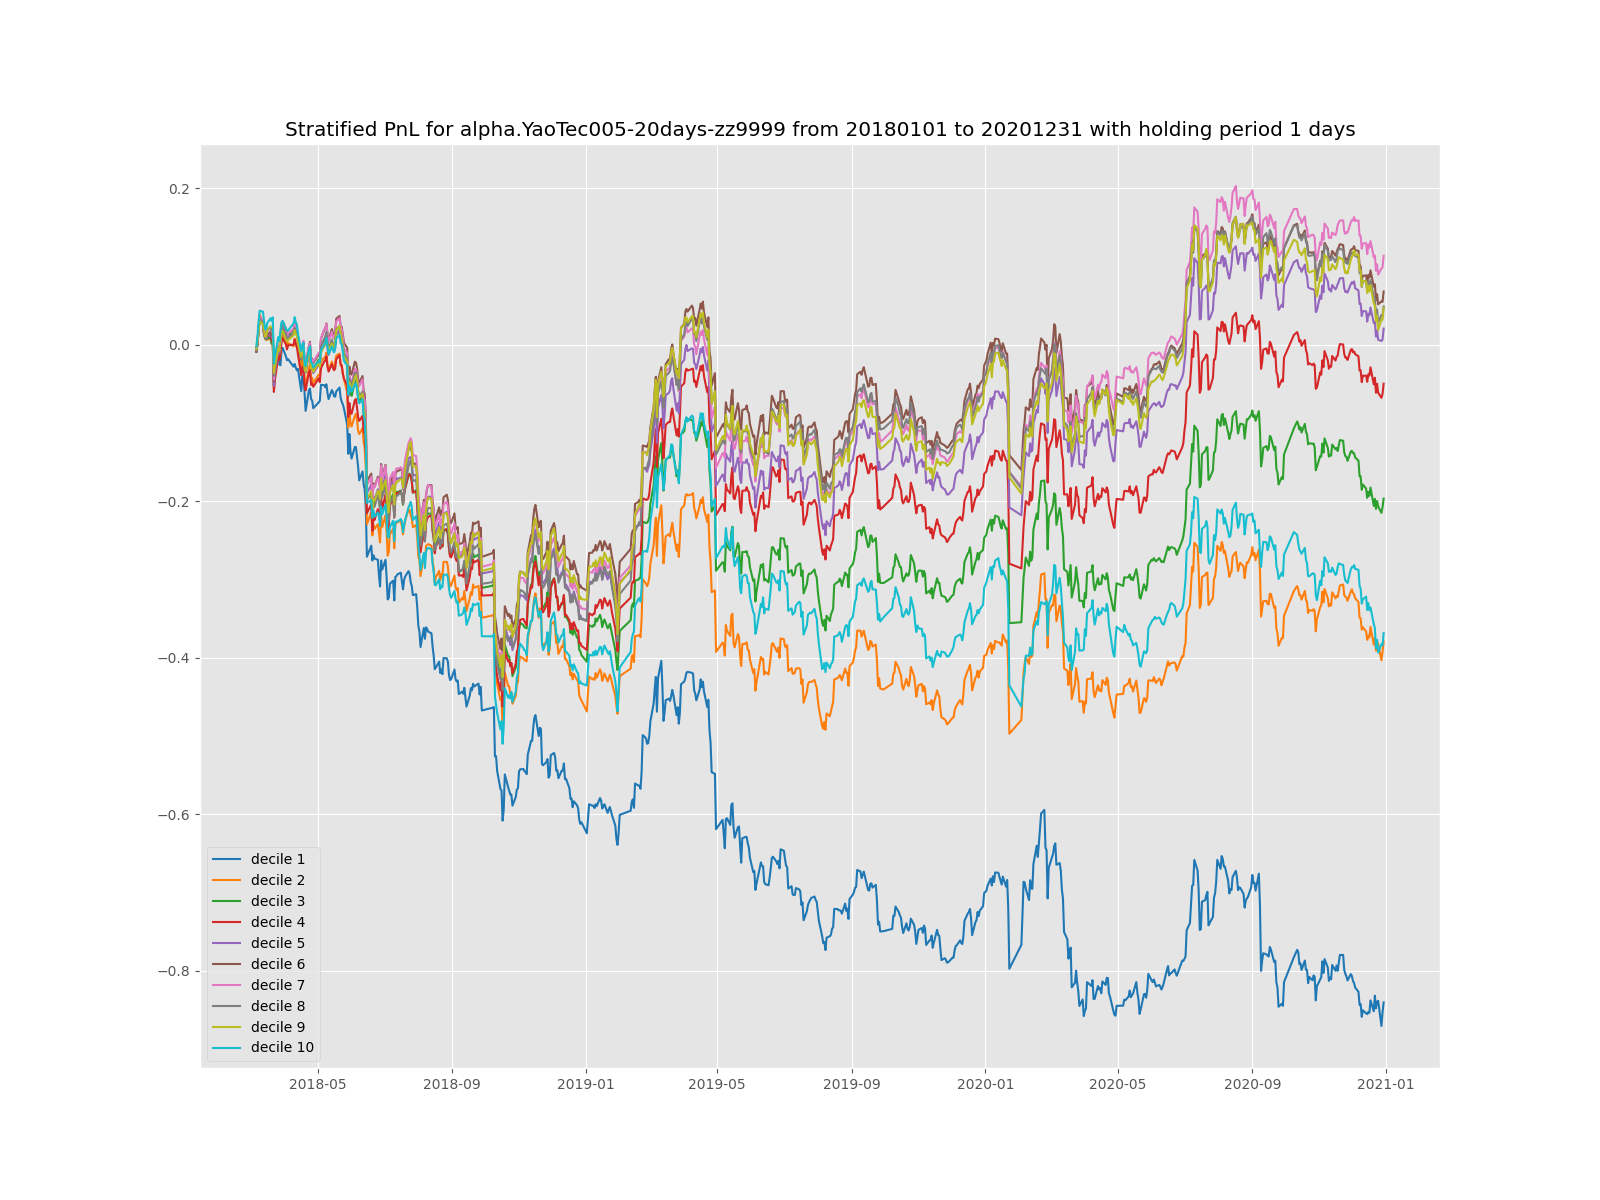 Stratified PnL for alpha.YaoTec005-20days-zz9999 from 20180101 to 20201231 with holding period 1 days
0.2
0.0
−0.2
−0.4
−0.6
−0.8
decile 1
decile 2
decile 3
decile 4
decile 5
decile 6
decile 7
decile 8
decile 9
decile 10
2018-05 2018-09 2019-01 2019-05 2019-09 2020-01 2020-05 2020-09 2021-01